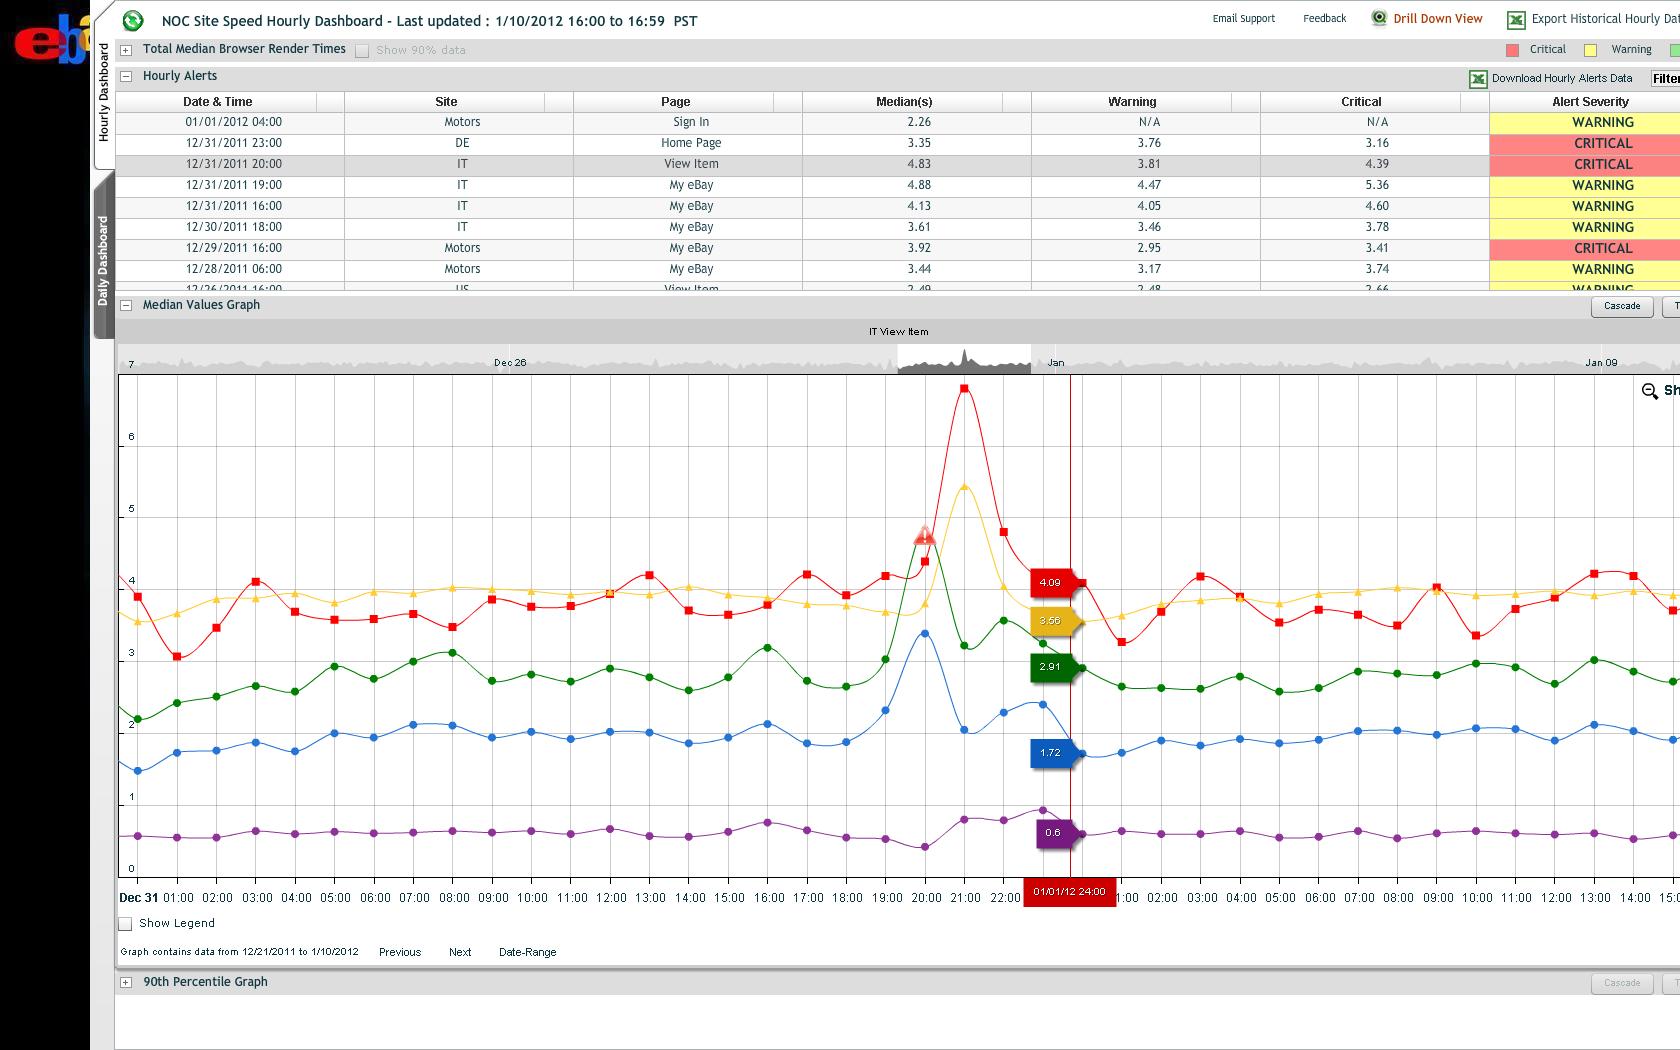 eb
NOC Site Speed Hourly Dashboard - Last updated : 1/10/2012 16:00 to 16:59 PST
Email Support Feedback Drill Down View Export Historical Hourly
Hourly Dashboard
Daily Dashboard
Total Median Browser Render Times Show 90% data Critical Warning
Hourly Alerts Download Hourly Alerts Data Filte
Date & Time Site Page Median(s) Warning Critical Alert Severity
01/01/2012 04:00 Motors Sign In 2.26 N/A N/A WARNING
12/31/2011 23:00 DE Home Page 3.35 3.76 3.16 CRITICAL
12/31/2011 20:00 IT View Item 4.83 3.81 4.39 CRITICAL
12/31/2011 19:00 IT My eBay 4.88 4.47 5.36 WARNING
12/31/2011 16:00 IT My eBay 4.13 4.05 4.60 WARNING
12/30/2011 18:00 IT My eBay 3.61 3.46 3.78 WARNING
12/29/2011 16:00 Motors My eBay 3.92 2.95 3.41 CRITICAL
12/28/2011 06:00 Motors My eBay 3.44 3.17 3.74 WARNING
12/26/2011 16:00 US View Item 2.49 2.48 2.66 WARNING
Median Values Graph Cascade T
IT View Item
7 Dec 26 Jan Jan 09
Sh
6
5
4
3
2
1
0
4.09
3.56
2.91
1.72
0.6
Dec 31 01:00 02:00 03:00 04:00 05:00 06:00 07:00 08:00 09:00 10:00 11:00 12:00 13:00 14:00 15:00 16:00 17:00 18:00 19:00 20:00 21:00 22:00 01/01/12 24:00 1:00 02:00 03:00 04:00 05:00 06:00 07:00 08:00 09:00 10:00 11:00 12:00 13:00 14:00 15:0
Show Legend
Graph contains data from 12/21/2011 to 1/10/2012 Previous Next Date-Range
90th Percentile Graph Cascade T